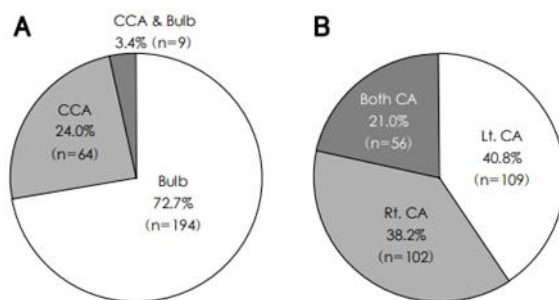 A
CCA & Bulb
3.4% (n=9)
CCA
24.0%
(n=64)
Bulb
72.7%
(n=194)
B
Both CA
21.0%
(n=56)
Lt. CA
40.8%
(n=109)
Rt. CA
38.2%
(n=102)